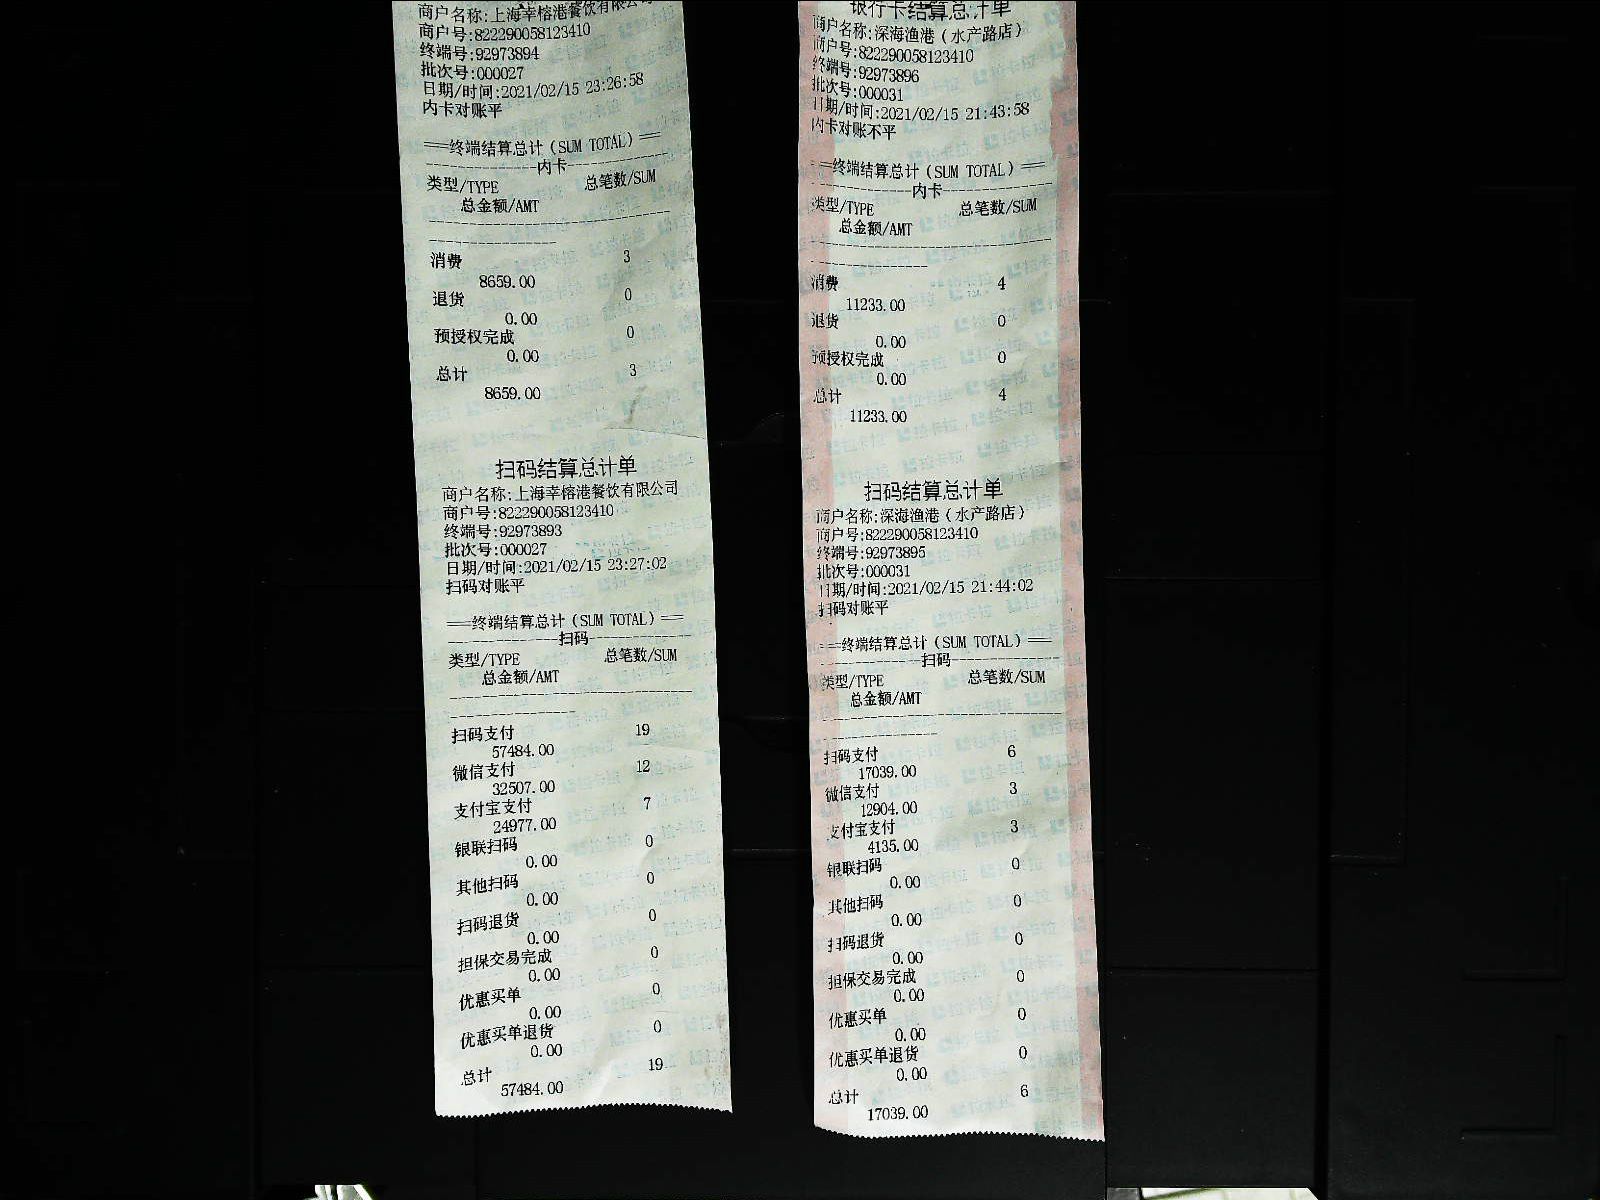 商户名称:上海幸榕港餐饮有限公司
商户号:822290058123410
终端号:92973894
批次号:000027
日期/时间:2021/02/15 23:26:58
内卡对账平
═══终端结算总计(SUM TOTAL)═══
--------------内卡--------------
类型/TYPE 总笔数/SUM
总金额/AMT
消费 3
8659.00
退货 0
0.00
预授权完成 0
0.00
总计 3
8659.00
扫码结算总计单
商户名称:上海幸榕港餐饮有限公司
商户号:822290058123410
终端号:92973893
批次号:000027
日期/时间:2021/02/15 23:27:02
扫码对账平
═══终端结算总计(SUM TOTAL)═══
--------------扫码--------------
类型/TYPE 总笔数/SUM
总金额/AMT
扫码支付 19
57484.00
微信支付 12
32507.00
支付宝支付 7
24977.00
银联扫码 0
0.00
其他扫码 0
0.00
扫码退货 0
0.00
担保交易完成 0
0.00
优惠买单 0
0.00
优惠买单退货 0
0.00
总计 19
57484.00
银行卡结算总计单
商户名称:深海渔港(水产路店)
商户号:822290058123410
终端号:92973896
批次号:000031
日期/时间:2021/02/15 21:43:58
内卡对账不平
═══终端结算总计(SUM TOTAL)═══
--------------内卡--------------
类型/TYPE 总笔数/SUM
总金额/AMT
消费 4
11233.00
退货 0
0.00
预授权完成 0
0.00
总计 4
11233.00
扫码结算总计单
商户名称:深海渔港(水产路店)
商户号:822290058123410
终端号:92973895
批次号:000031
日期/时间:2021/02/15 21:44:02
扫码对账平
═══终端结算总计(SUM TOTAL)═══
--------------扫码--------------
类型/TYPE 总笔数/SUM
总金额/AMT
扫码支付 6
17039.00
微信支付 3
12904.00
支付宝支付 3
4135.00
银联扫码 0
0.00
其他扫码 0
0.00
扫码退货 0
0.00
担保交易完成 0
0.00
优惠买单 0
0.00
优惠买单退货 0
0.00
总计 6
17039.00